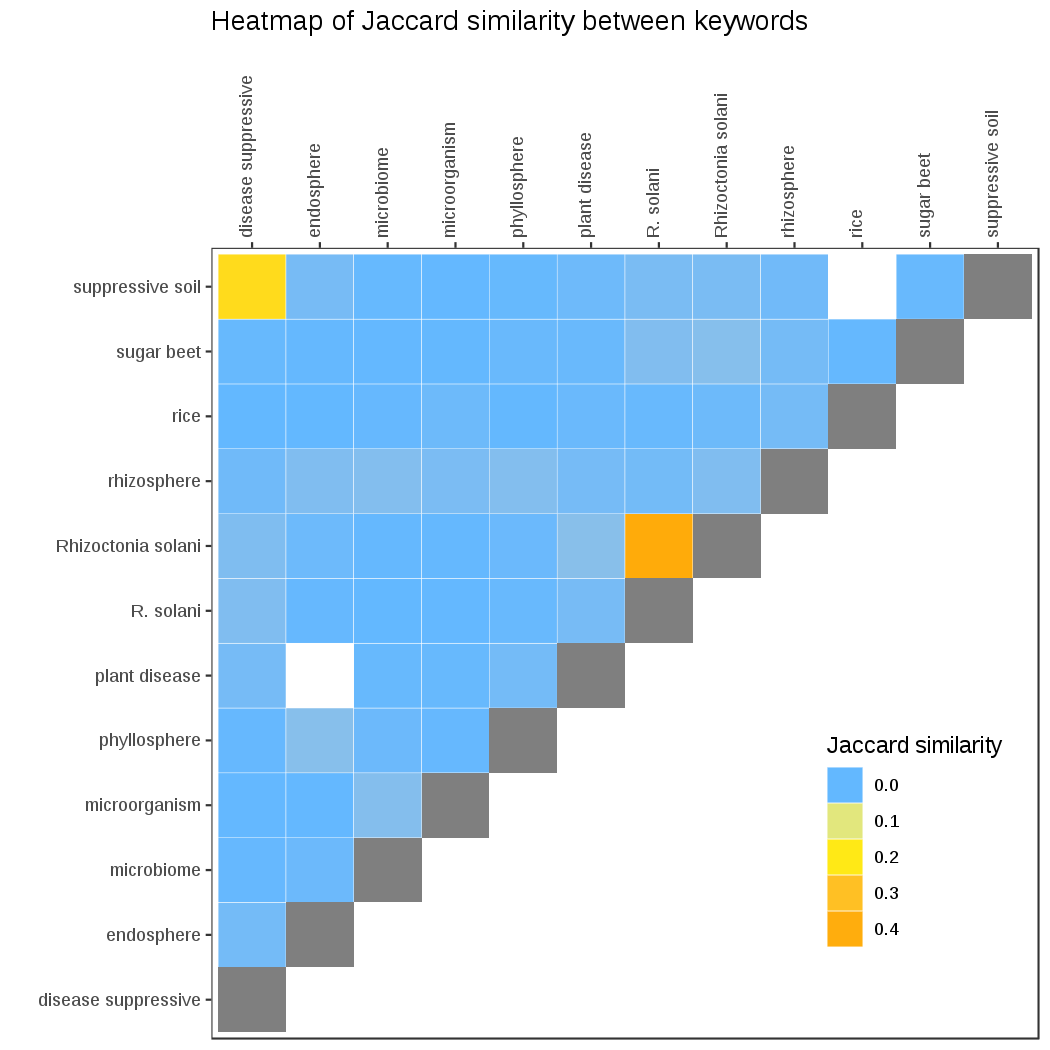 Heatmap of Jaccard similarity between keywords
disease suppressive
endosphere
microbiome
microorganism
phyllosphere
plant disease
R. solani
Rhizoctonia solani
rhizosphere
rice
sugar beet
suppressive soil
suppressive soil
sugar beet
rice
rhizosphere
Rhizoctonia solani
R. solani
plant disease
phyllosphere
microorganism
microbiome
endosphere
disease suppressive
Jaccard similarity
0.0
0.1
0.2
0.3
0.4